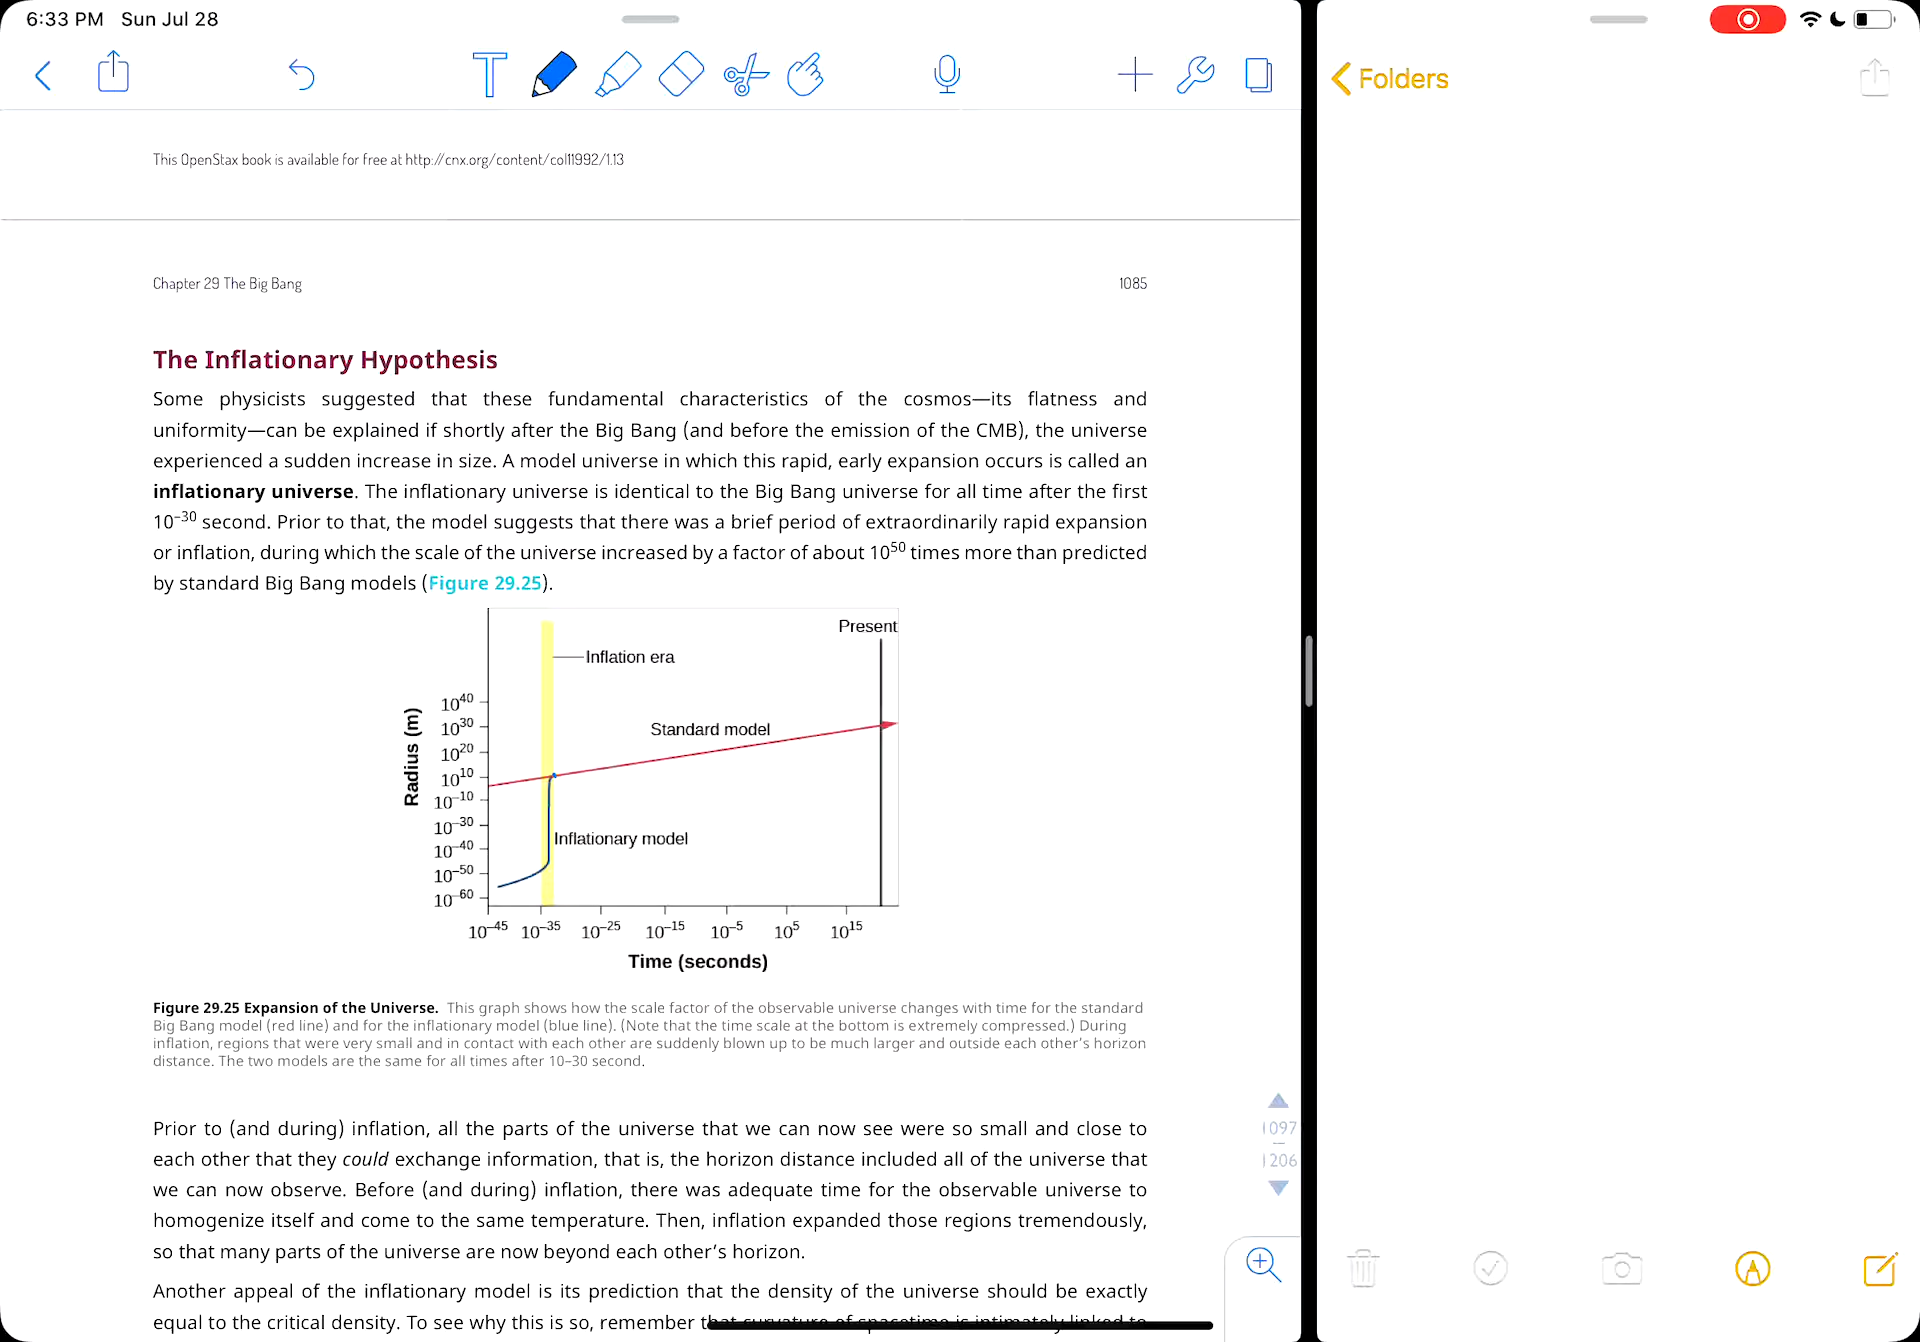 6:33 PM Sun Jul 28
Folders
This OpenStax book is available for free at http://cnx.org/content/col11992/1.13
Chapter 29 The Big Bang 1085
The Inflationary Hypothesis
Some physicists suggested that these fundamental characteristics of the cosmos—its flatness and
uniformity—can be explained if shortly after the Big Bang (and before the emission of the CMB), the universe
experienced a sudden increase in size. A model universe in which this rapid, early expansion occurs is called an
inflationary universe. The inflationary universe is identical to the Big Bang universe for all time after the first
10⁻³⁰ second. Prior to that, the model suggests that there was a brief period of extraordinarily rapid expansion
or inflation, during which the scale of the universe increased by a factor of about 10⁵⁰ times more than predicted
by standard Big Bang models (Figure 29.25).
Present
Inflation era
Standard model
Inflationary model
Radius (m)
10⁴⁰
10³⁰
10²⁰
10¹⁰
10⁻¹⁰
10⁻³⁰
10⁻⁴⁰
10⁻⁵⁰
10⁻⁶⁰
10⁻⁴⁵ 10⁻³⁵ 10⁻²⁵ 10⁻¹⁵ 10⁻⁵ 10⁵ 10¹⁵
Time (seconds)
Figure 29.25 Expansion of the Universe. This graph shows how the scale factor of the observable universe changes with time for the standard
Big Bang model (red line) and for the inflationary model (blue line). (Note that the time scale at the bottom is extremely compressed.) During
inflation, regions that were very small and in contact with each other are suddenly blown up to be much larger and outside each other's horizon
distance. The two models are the same for all times after 10–30 second.
Prior to (and during) inflation, all the parts of the universe that we can now see were so small and close to
each other that they could exchange information, that is, the horizon distance included all of the universe that
we can now observe. Before (and during) inflation, there was adequate time for the observable universe to
homogenize itself and come to the same temperature. Then, inflation expanded those regions tremendously,
so that many parts of the universe are now beyond each other's horizon.
Another appeal of the inflationary model is its prediction that the density of the universe should be exactly
equal to the critical density. To see why this is so, remember that curvature of spacetime is intimately linked to
1097
1206